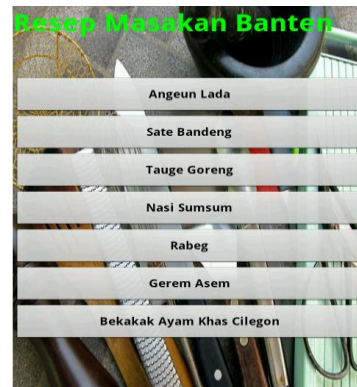 Resep Masakan Banten
Angeun Lada
Sate Bandeng
Tauge Goreng
Nasi Sumsum
Rabeg
Gerem Asem
Bekakak Ayam Khas Cilegon